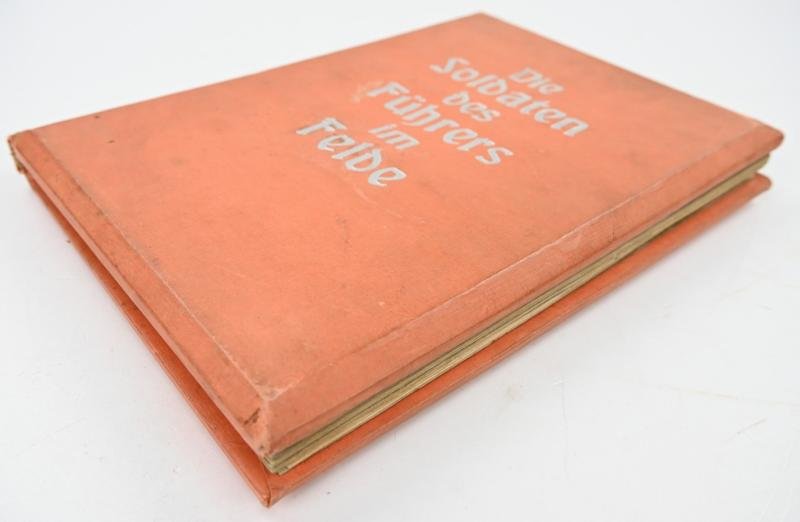 Die
Soldaten
des
Führers
im
Felde